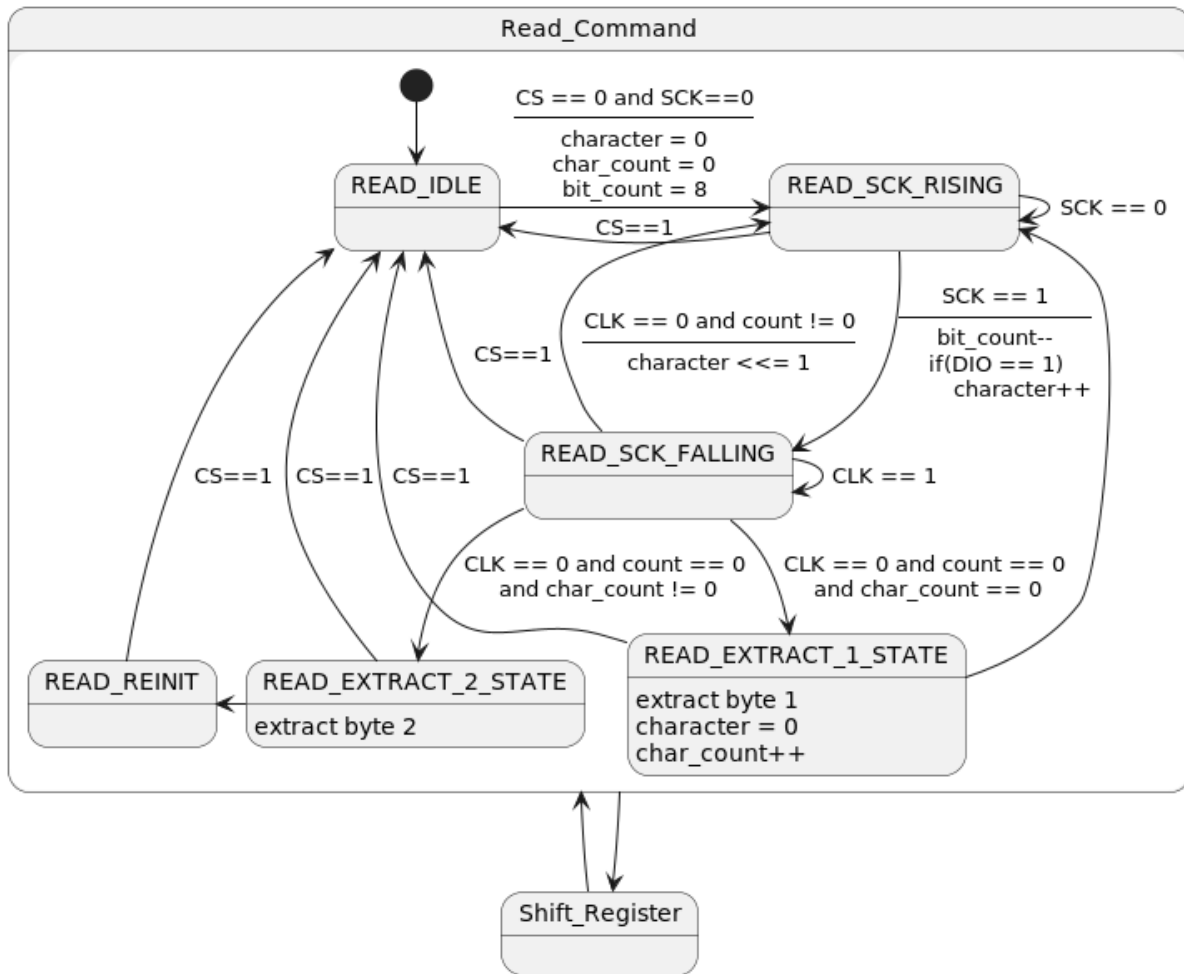 Read_Command
CS == 0 and SCK==0
character = 0
char_count = 0
bit_count = 8
READ_IDLE
READ_SCK_RISING
SCK == 0
CS==1
CLK == 0 and count != 0
character <<= 1
SCK == 1
bit_count--
if(DIO == 1)
character++
CS==1
READ_SCK_FALLING
CLK == 1
CS==1
CS==1
CS==1
CLK == 0 and count == 0
and char_count != 0
CLK == 0 and count == 0
and char_count == 0
READ_REINIT
READ_EXTRACT_2_STATE
extract byte 2
READ_EXTRACT_1_STATE
extract byte 1
character = 0
char_count++
Shift_Register